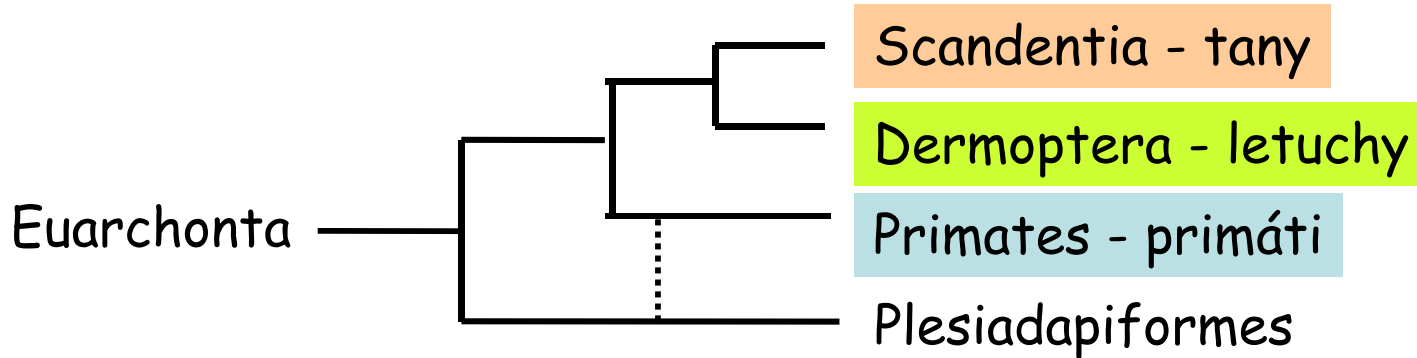 Scandentia - tany
Dermoptera - letuchy
Euarchonta
Primates - primáti
Plesiadapiformes